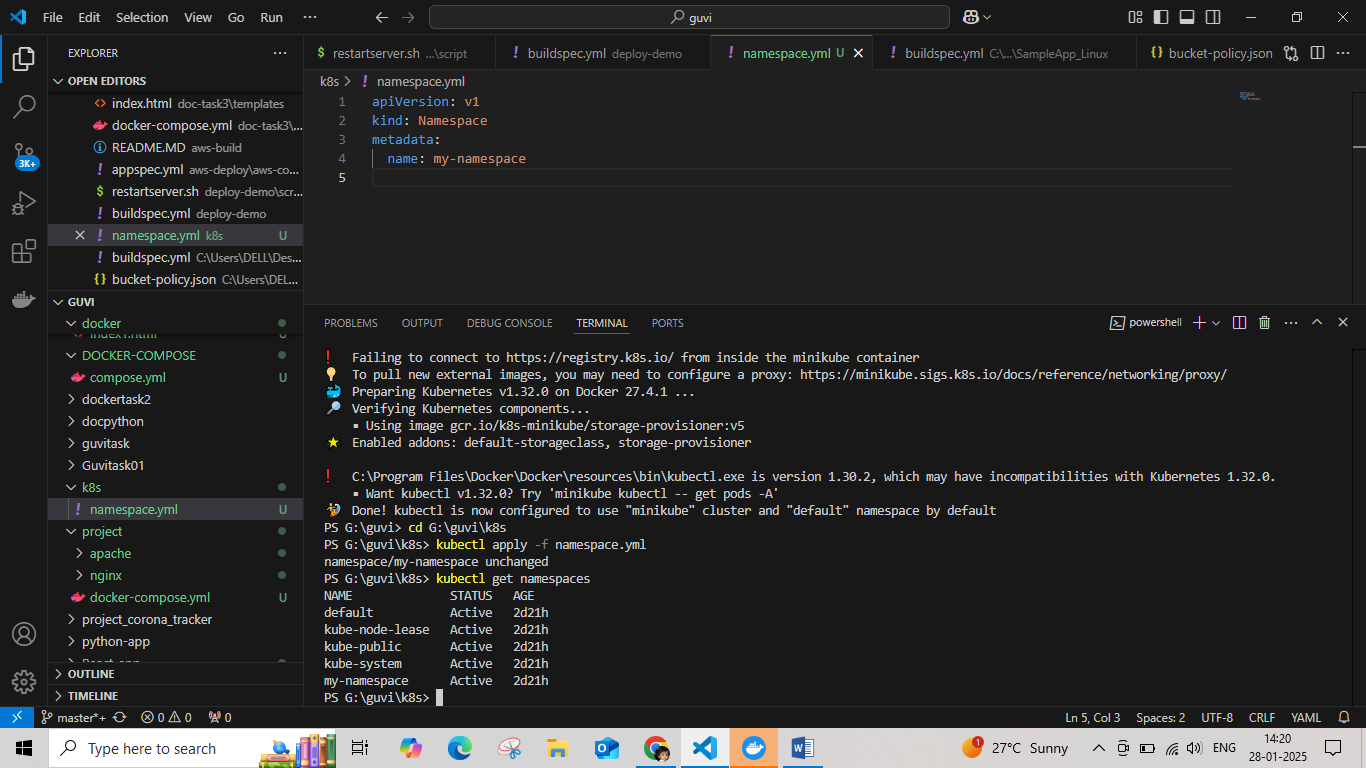 File Edit Selection View Go Run ···
guvi
EXPLORER ···
OPEN EDITORS
index.html doc-task3\templates
docker-compose.yml doc-task3\...
README.MD aws-build
appspec.yml aws-deploy\aws-co...
restartserver.sh deploy-demo\scr...
buildspec.yml deploy-demo
namespace.yml k8s U
buildspec.yml C:\Users\DELL\Des...
bucket-policy.json C:\Users\DEL...
GUVI
docker
index1.html U
DOCKER-COMPOSE
compose.yml U
dockertask2
docpython
guvitask
Guvitask01
k8s
namespace.yml U
project
apache
nginx
docker-compose.yml U
project_corona_tracker
python-app
OUTLINE
TIMELINE
3K+
restartserver.sh ...\script
buildspec.yml deploy-demo
namespace.yml U
buildspec.yml C:\...\SampleApp_Linux
bucket-policy.json
k8s > ! namespace.yml
1 apiVersion: v1
2 kind: Namespace
3 metadata:
4 name: my-namespace
5
PROBLEMS OUTPUT DEBUG CONSOLE TERMINAL PORTS
powershell
Failing to connect to https://registry.k8s.io/ from inside the minikube container
To pull new external images, you may need to configure a proxy: https://minikube.sigs.k8s.io/docs/reference/networking/proxy/
Preparing Kubernetes v1.32.0 on Docker 27.4.1 ...
Verifying Kubernetes components...
▪ Using image gcr.io/k8s-minikube/storage-provisioner:v5
Enabled addons: default-storageclass, storage-provisioner
C:\Program Files\Docker\Docker\resources\bin\kubectl.exe is version 1.30.2, which may have incompatibilities with Kubernetes 1.32.0.
▪ Want kubectl v1.32.0? Try 'minikube kubectl -- get pods -A'
Done! kubectl is now configured to use "minikube" cluster and "default" namespace by default
PS G:\guvi> cd G:\guvi\k8s
PS G:\guvi\k8s> kubectl apply -f namespace.yml
namespace/my-namespace unchanged
PS G:\guvi\k8s> kubectl get namespaces
NAME STATUS AGE
default Active 2d21h
kube-node-lease Active 2d21h
kube-public Active 2d21h
kube-system Active 2d21h
my-namespace Active 2d21h
PS G:\guvi\k8s>
master*+ 0 0 0
Ln 5, Col 3 Spaces: 2 UTF-8 CRLF YAML
Type here to search
1 27°C Sunny
ENG
14:20
28-01-2025